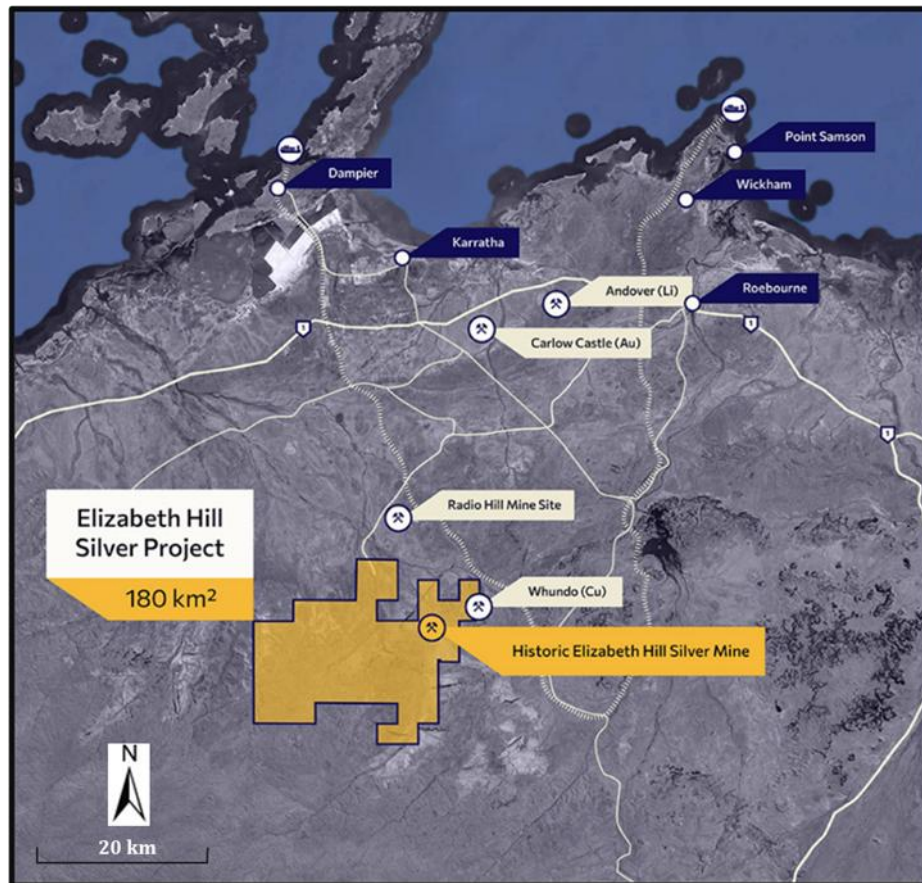 Point Samson
Dampier
Wickham
Karratha
Andover (Li)
Roebourne
1
1
Carlow Castle (Au)
1
Radio Hill Mine Site
Elizabeth Hill
Silver Project
180 km²
Whundo (Cu)
Historic Elizabeth Hill Silver Mine
N
20 km